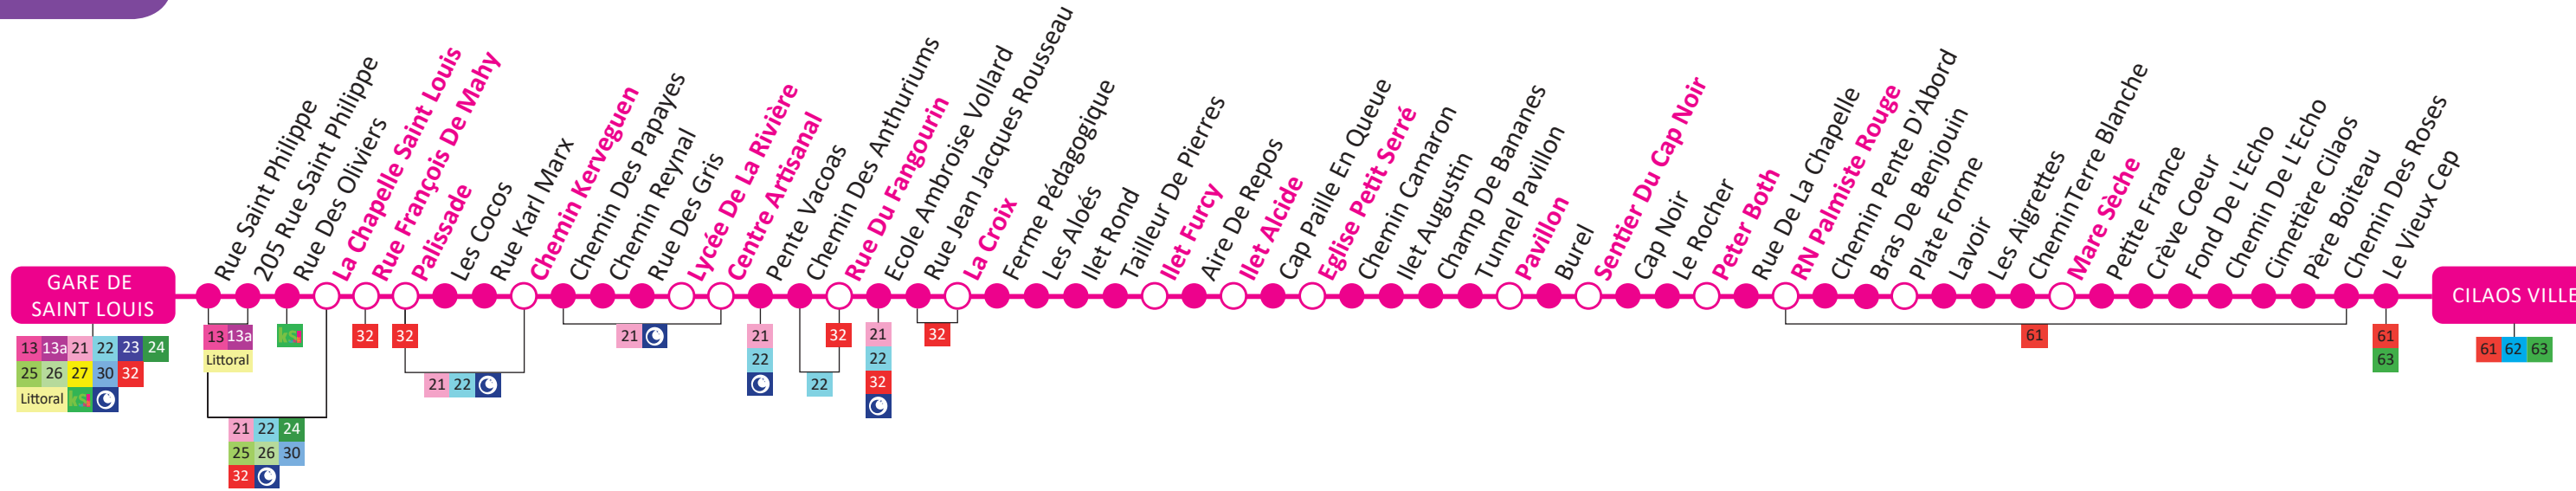 GARE DE
SAINT LOUIS
Rue Saint Philippe
205 Rue Saint Philippe
Rue Des Oliviers
La Chapelle Saint Louis
Rue François De Mahy
Palissade
Les Cocos
Rue Karl Marx
Chemin Kerveguen
Chemin Des Papayes
Chemin Reynal
Rue Des Gris
Lycée De La Rivière
Centre Artisanal
Pente Vacoas
Chemin Des Anthuriums
Rue Du Fangourin
Ecole Ambroise Vollard
Rue Jean Jacques Rousseau
La Croix
Ferme Pédagogique
Les Aloés
Ilet Rond
Tailleur De Pierres
Ilet Furcy
Aire De Repos
Ilet Alcide
Cap Paille En Queue
Eglise Petit Serré
Chemin Camaron
Ilet Augustin
Champ De Bananes
Tunnel Pavillon
Pavillon
Burel
Sentier Du Cap Noir
Cap Noir
Le Rocher
Peter Both
Rue De La Chapelle
RN Palmiste Rouge
Chemin Pente D'Abord
Bras De Benjouin
Plate Forme
Lavoir
Les Aigrettes
CheminTerre Blanche
Mare Sèche
Petite France
Crève Coeur
Fond De L'Echo
Chemin De L'Echo
Cimetière Cilaos
Père Boiteau
Chemin Des Roses
Le Vieux Cep
CILAOS VILLE
13 13a 21 22 23 24
25 26 27 30 32
Littoral ksi
13 13a
Littoral
ksi
21 22 24
25 26 30
32
32
32
21 22
21
21
22
32
22
21
22
32
32
61
61
63
61 62 63